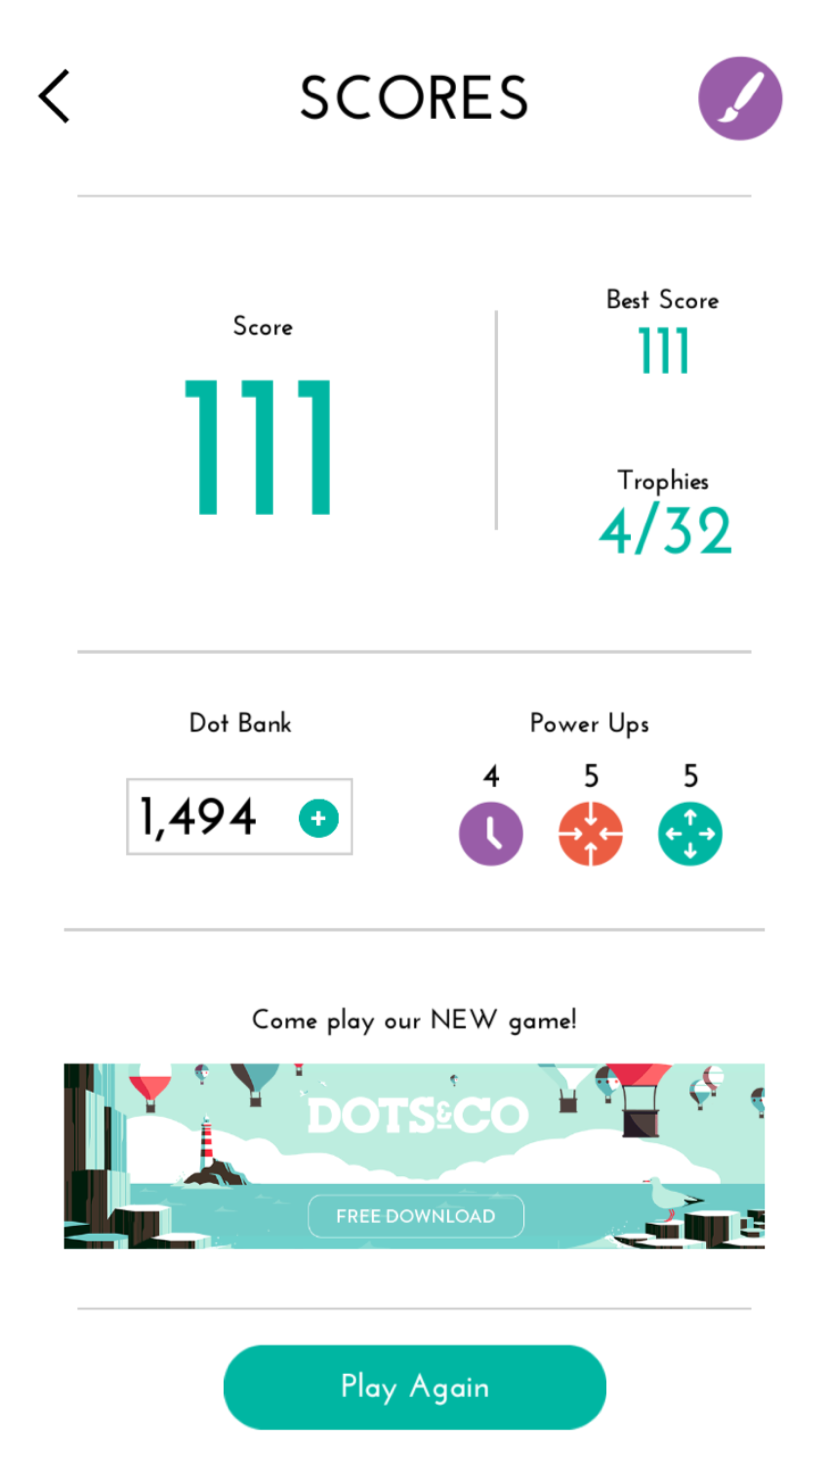 SCORES
Score
111
Best Score
111
Trophies
4/32
Dot Bank
1,494
Power Ups
4 5 5
Come play our NEW game!
DOTS&CO
FREE DOWNLOAD
Play Again